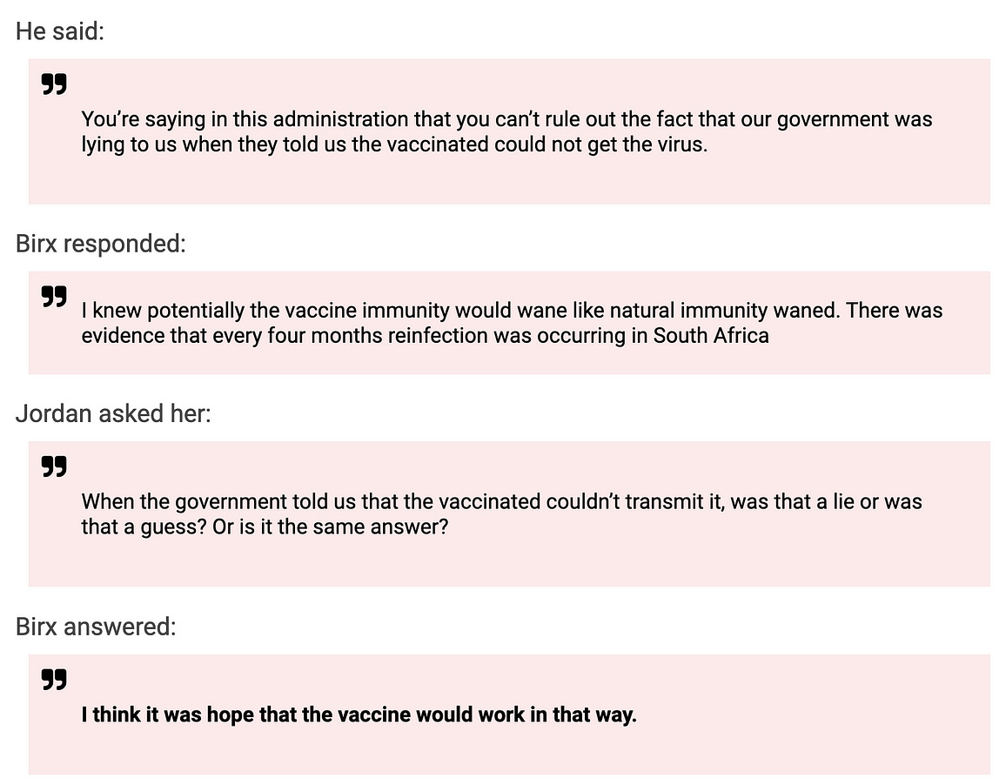 He said:
”
You’re saying in this administration that you can’t rule out the fact that our government was
lying to us when they told us the vaccinated could not get the virus.
Birx responded:
”
I knew potentially the vaccine immunity would wane like natural immunity waned. There was
evidence that every four months reinfection was occurring in South Africa
Jordan asked her:
”
When the government told us that the vaccinated couldn’t transmit it, was that a lie or was
that a guess? Or is it the same answer?
Birx answered:
”
I think it was hope that the vaccine would work in that way.